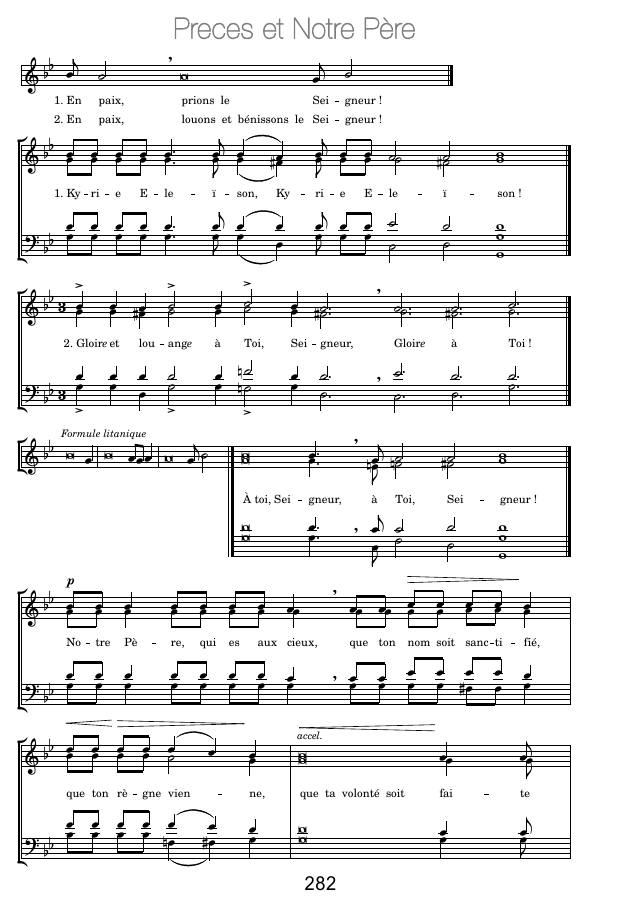 Preces et Notre Père
1. En paix, prions le Sei - gneur !
2. En paix, louons et bénissons le Sei - gneur !
1. Ky - ri - e E - le - ï - son, Ky - ri - e E - le - ï - son !
3 2. Gloire et lou - ange à Toi, Sei - gneur, Gloire à Toi !
3
Formule litanique
À toi, Sei - gneur, à Toi, Sei - gneur !
p
No - tre Pè - re, qui es aux cieux, que ton nom soit sanc - ti - fié,
que ton rè - gne vien - ne, que ta volonté soit fai - te
accel.
282